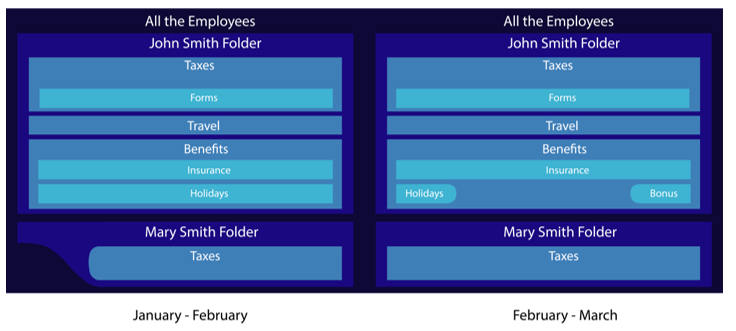 All the Employees
John Smith Folder
Taxes
Forms
Travel
Benefits
Insurance
Holidays
Mary Smith Folder
Taxes
January - February
All the Employees
John Smith Folder
Taxes
Forms
Travel
Benefits
Insurance
Holidays Bonus
Mary Smith Folder
Taxes
February - March